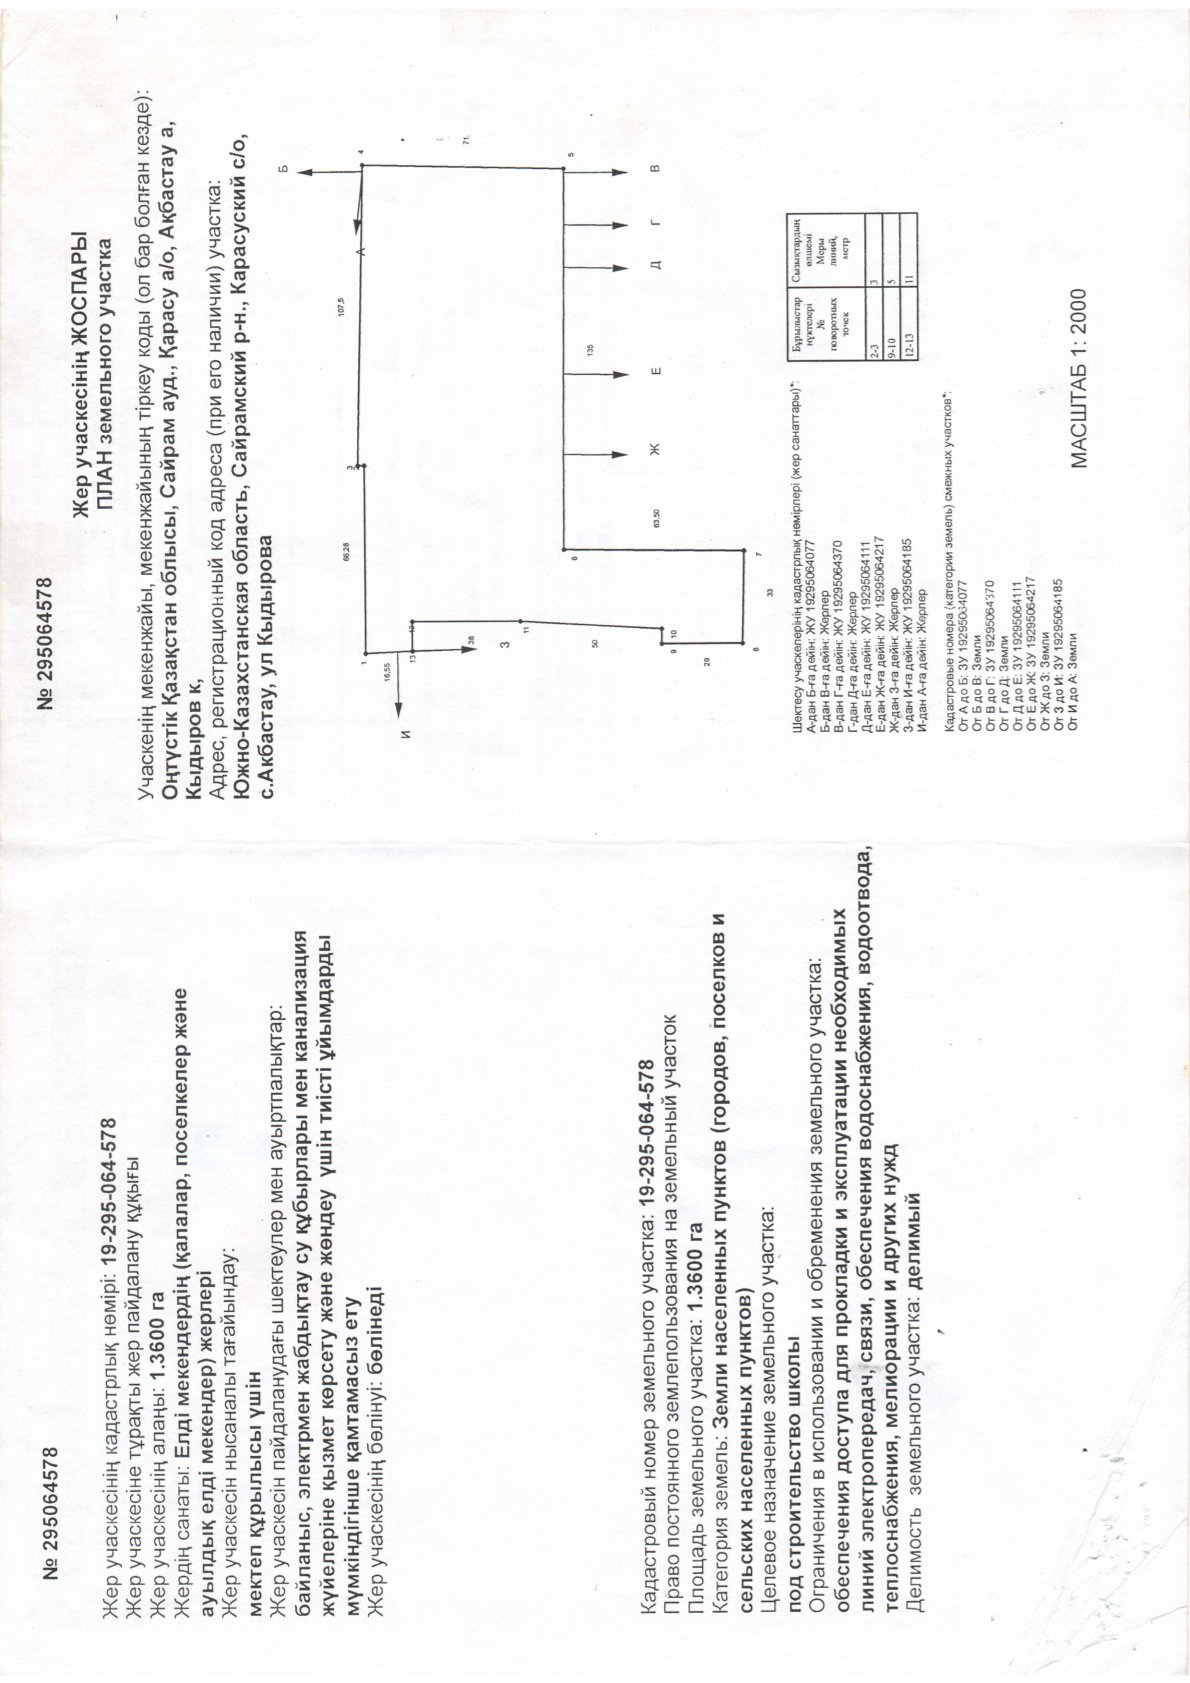 № 295064578
Жер учаскесінің кадастрлық нөмірі: 19-295-064-578
Жер учаскесіне тұрақты жер пайдалану құқығы
Жер учаскесінің алаңы: 1.3600 га
Жердің санаты: Елді мекендердің (қалалар, поселкелер және
ауылдық елді мекендер) жерлері
Жер учаскесін нысаналы тағайындау:
мектеп құрылысы үшін
Жер учаскесін пайдаланудағы шектеулер мен ауыртпалықтар:
байланыс, электрмен жабдықтау су құбырлары мен канализация
жүйелеріне қызмет көрсету және жөндеу үшін тиісті ұйымдарды
мүмкіндігінше қамтамасыз ету
Жер учаскесінің бөлінуі: бөлінеді
Кадастровый номер земельного участка: 19-295-064-578
Право постоянного землепользования на земельный участок
Площадь земельного участка: 1.3600 га
Категория земель: Земли населенных пунктов (городов, поселков и
сельских населенных пунктов)
Целевое назначение земельного участка:
под строительство школы
Ограничения в использовании и обременения земельного участка:
обеспечения доступа для прокладки и эксплуатации необходимых
линий электропередач, связи, обеспечения водоснабжения, водоотвода,
теплоснабжения, мелиорации и других нужд
Делимость земельного участка: делимый
№ 295064578
Жер учаскесінің ЖОСПАРЫ
ПЛАН земельного участка
Учаскенің мекенжайы, мекенжайының тіркеу коды (ол бар болған кезде):
Оңтүстік Қазақстан облысы, Сайрам ауд., Қарасу а/о, Ақбастау а,
Кыдыров к,
Адрес, регистрационный код адреса (при его наличии) участка:
Южно-Казахстанская область, Сайрамский р-н., Карасуский с/о,
с.Акбастау, ул Кыдырова
Б
1
66,28
3
107,5
4
А
16,55
И
13
12
38
З
11
71,
5
50
6
135
9
10
29
8
33
7
63,50
Ж
Е
Д
Г
В
Шектесу учаскелерінің кадастрлық нөмірлері (жер санаттары)*:
А-дан Б-ға дейін: ЖУ 19295064077
Б-дан В-ға дейін: Жерлер
В-дан Г-ға дейін: ЖУ 19295064370
Г-дан Д-ға дейін: Жерлер
Д-дан Е-ға дейін: ЖУ 19295064111
Е-дан Ж-ға дейін: ЖУ 19295064217
Ж-дан З-ға дейін: Жерлер
З-дан И-ға дейін: ЖУ 19295064185
И-дан А-ға дейін: Жерлер
Бұрылыстар нүктелері № поворотных точек
Сызықтардың өлшемі Меры линий, метр
2-3 3
9-10 5
12-13 11
Кадастровые номера (категории земель) смежных участков*:
От А до Б: ЗУ 19295064077
От Б до В: Земли
От В до Г: ЗУ 19295064370
От Г до Д: Земли
От Д до Е: ЗУ 19295064111
От Е до Ж: ЗУ 19295064217
От Ж до З: Земли
От З до И: ЗУ 19295064185
От И до А: Земли
МАСШТАБ 1: 2000